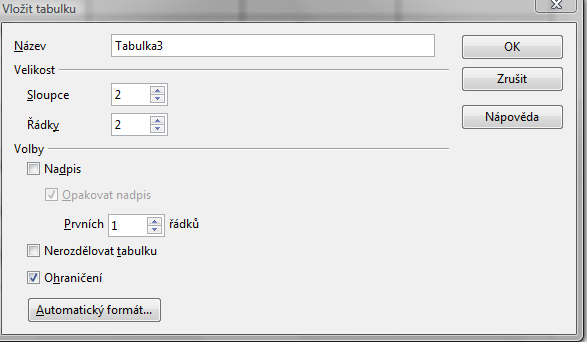 Vložit tabulku
Název Tabulka3 OK
Velikost Zrušit
Sloupce 2
Řádky 2 Nápověda
Volby
Nadpis
Opakovat nadpis
Prvních 1 řádků
Nerozdělovat tabulku
Ohraničení
Automatický formát...